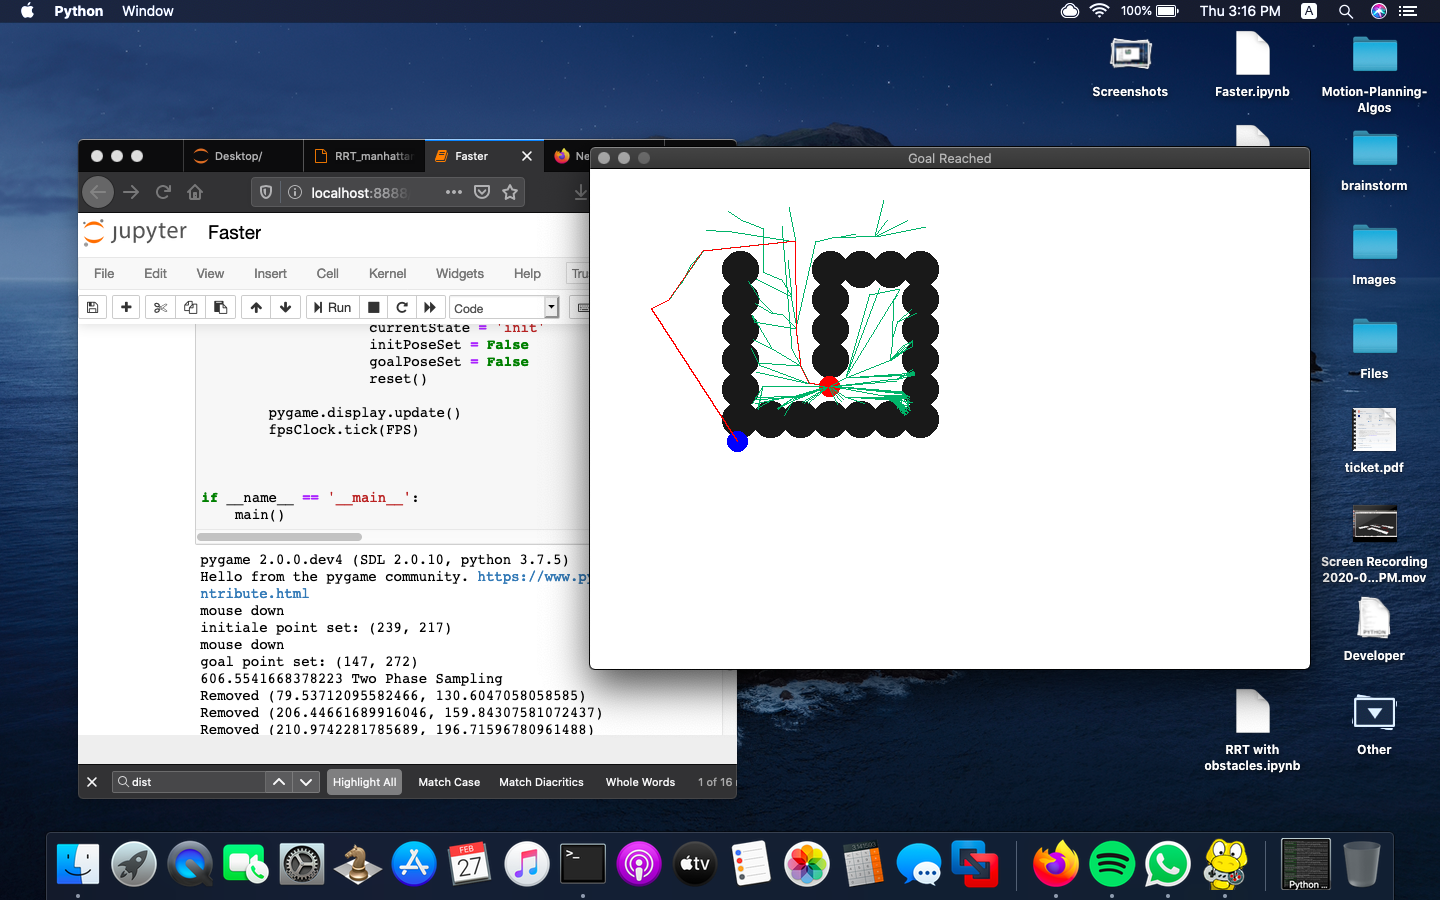 Python Window
100% Thu 3:16 PM A
Screenshots
Faster.ipynb
Motion-Planning-
Algos
brainstorm
Images
Files
ticket.pdf
Screen Recording
2020-0...PM.mov
PYTHON
Developer
RRT with
obstacles.ipynb
Other
Desktop/
RRT_manhattan
Faster
Ne
localhost:8888
jupyter Faster
File Edit View Insert Cell Kernel Widgets Help Tru
Run
Code
currentState = 'init'
initPoseSet = False
goalPoseSet = False
reset()
pygame.display.update()
fpsClock.tick(FPS)
if __name__ == '__main__':
main()
pygame 2.0.0.dev4 (SDL 2.0.10, python 3.7.5)
Hello from the pygame community. https://www.py
ntribute.html
mouse down
initiale point set: (239, 217)
mouse down
goal point set: (147, 272)
606.5541668378223 Two Phase Sampling
Removed (79.53712095582466, 130.6047058058585)
Removed (206.44661689916046, 159.84307581072437)
Removed (210.9742281785689, 196.71596780961488)
dist
Highlight All Match Case Match Diacritics Whole Words 1 of 16
Goal Reached
FEB
27
tv
Python ...